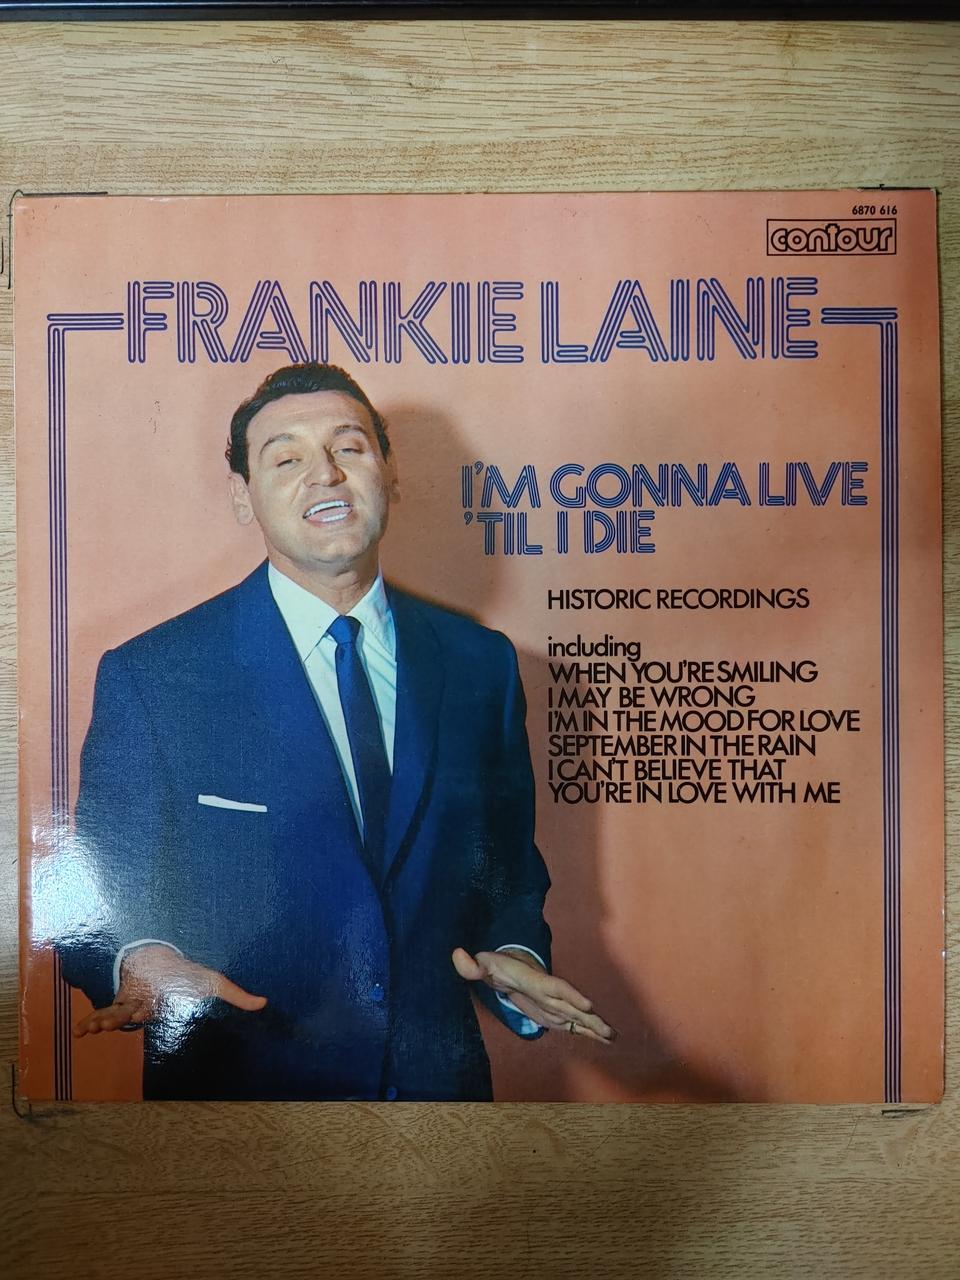 6870 616
contour
FRANKIE LAINE
I'M GONNA LIVE
'TIL I DIE
HISTORIC RECORDINGS
including
WHEN YOU'RE SMILING
I MAY BE WRONG
I'M IN THE MOOD FOR LOVE
SEPTEMBER IN THE RAIN
I CAN'T BELIEVE THAT
YOU'RE IN LOVE WITH ME